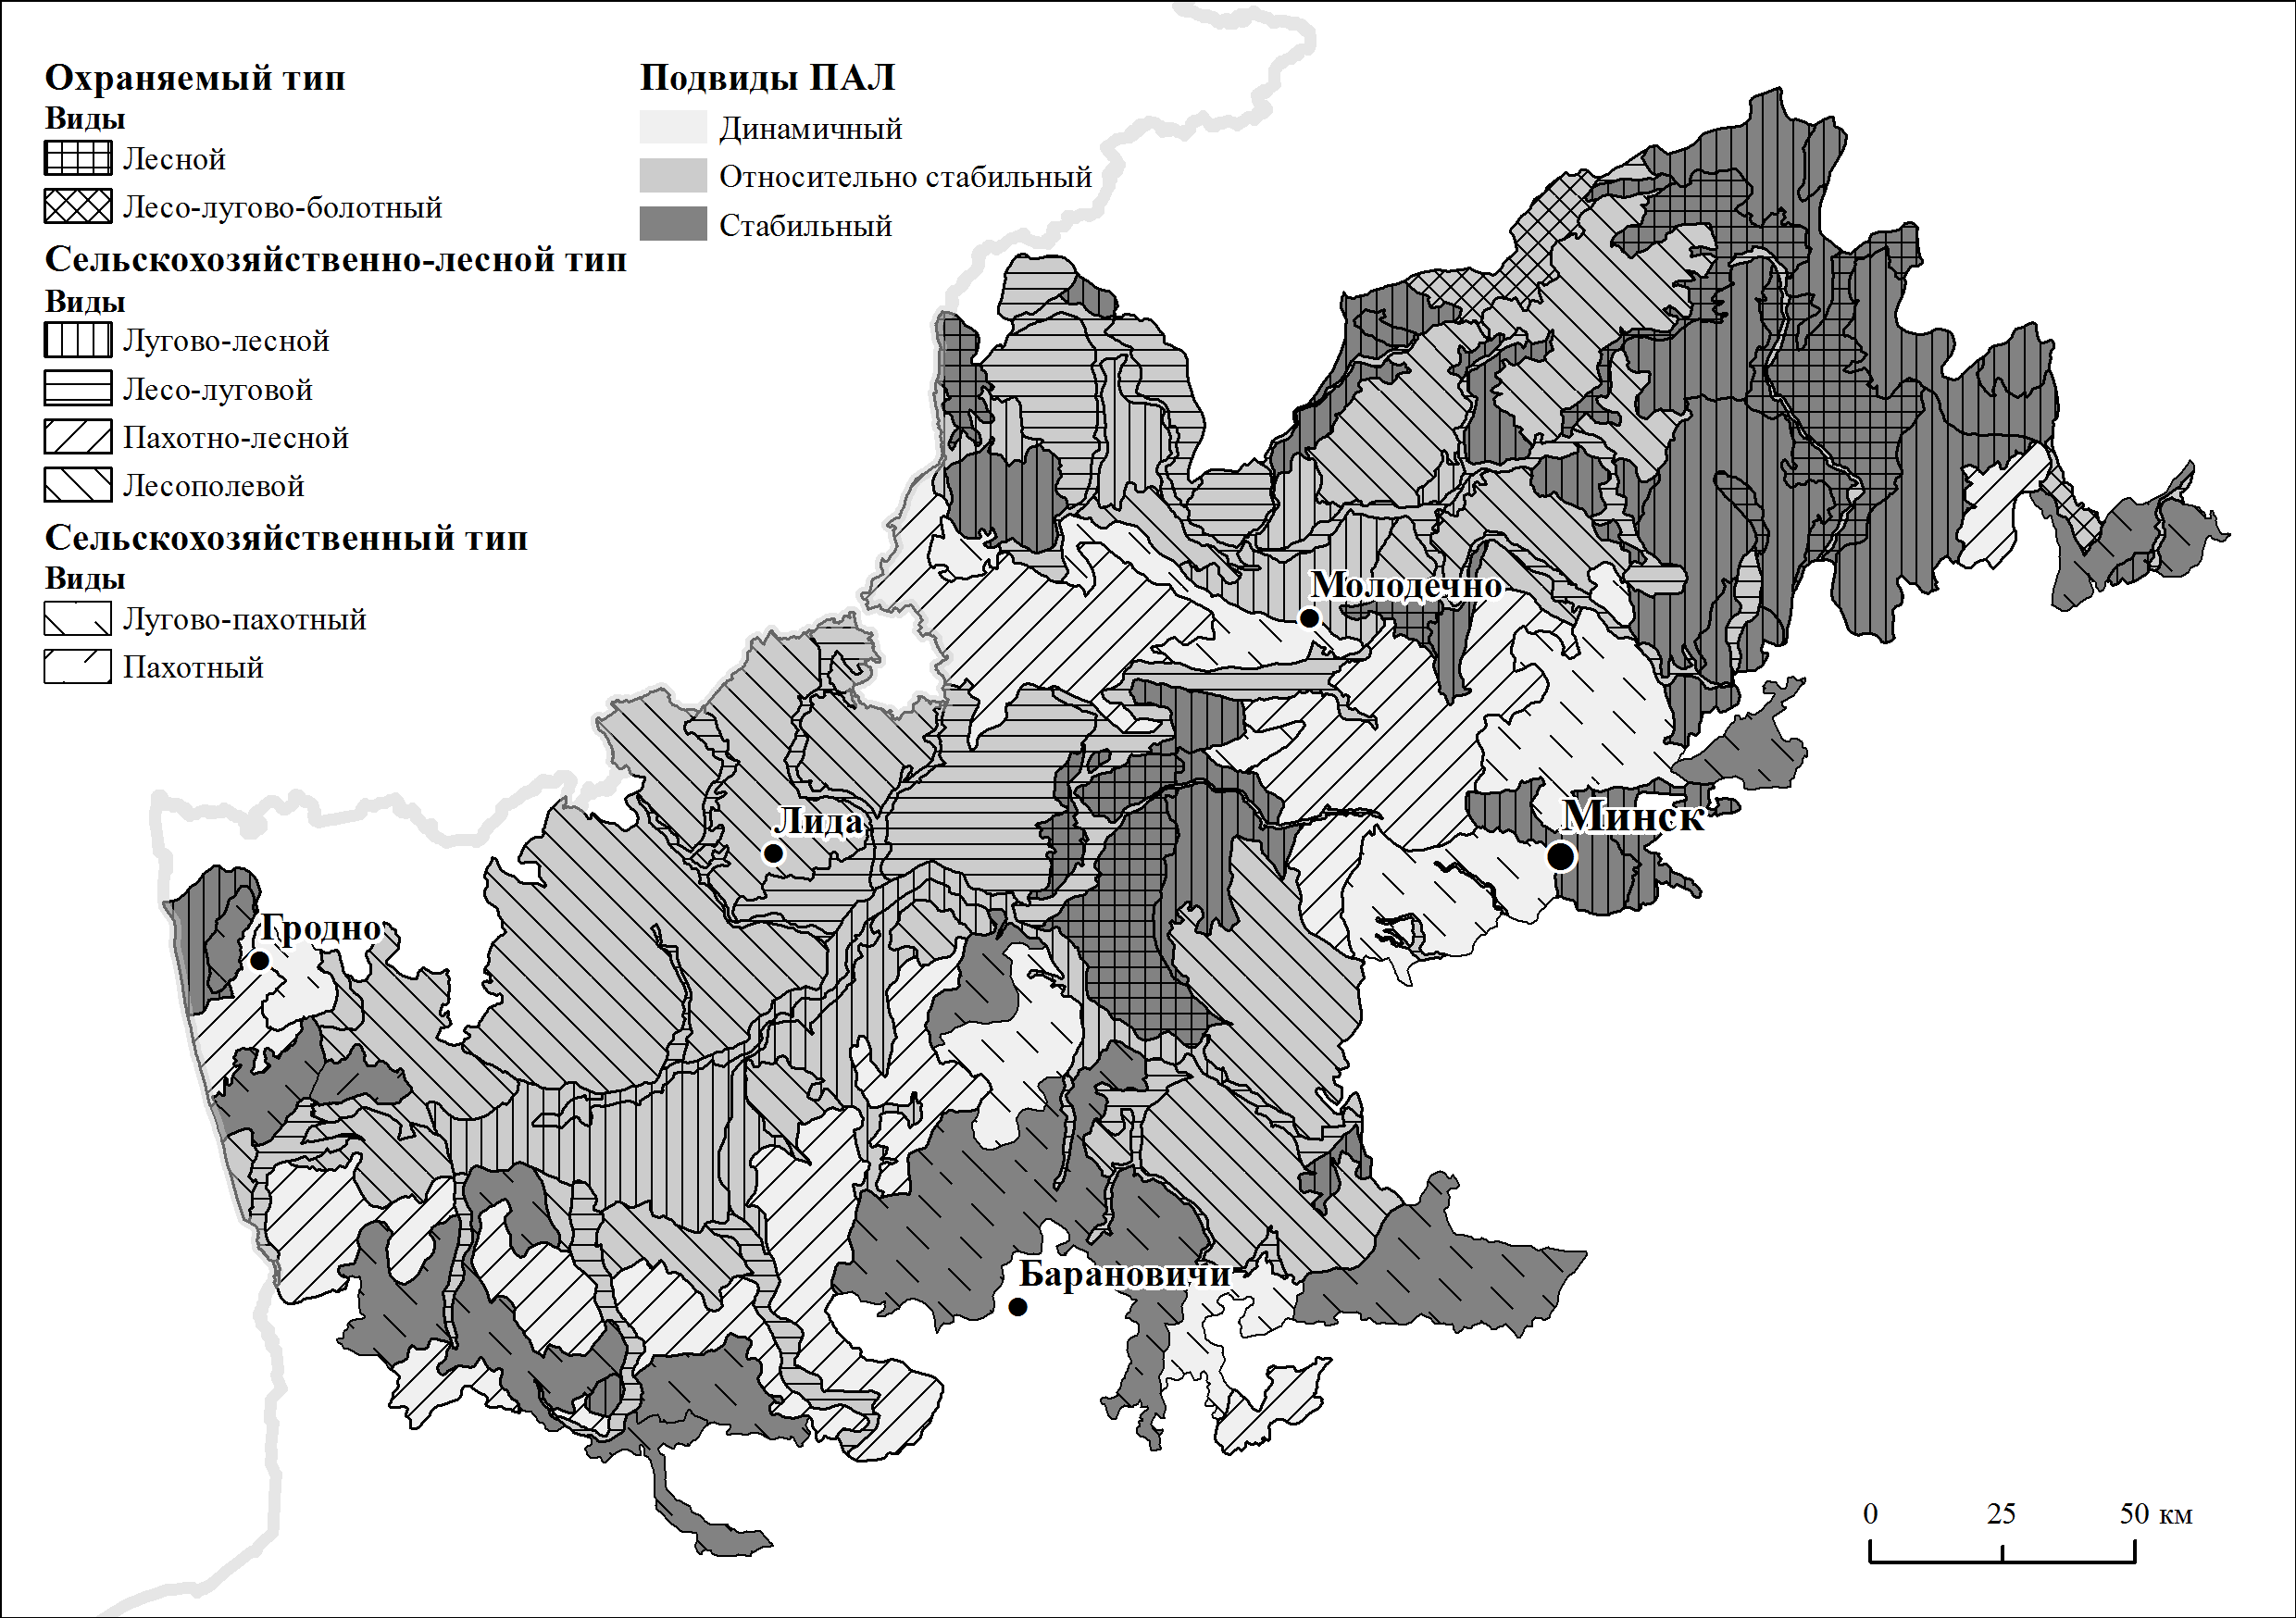 Охраняемый тип
Виды
Лесной
Лесо-лугово-болотный
Сельскохозяйственно-лесной тип
Виды
Лугово-лесной
Лесо-луговой
Пахотно-лесной
Лесополевой
Сельскохозяйственный тип
Виды
Лугово-пахотный
Пахотный
Подвиды ПАЛ
Динамичный
Относительно стабильный
Стабильный
Молодечно
Лида
Минск
Гродно
Барановичи
0 25 50 км